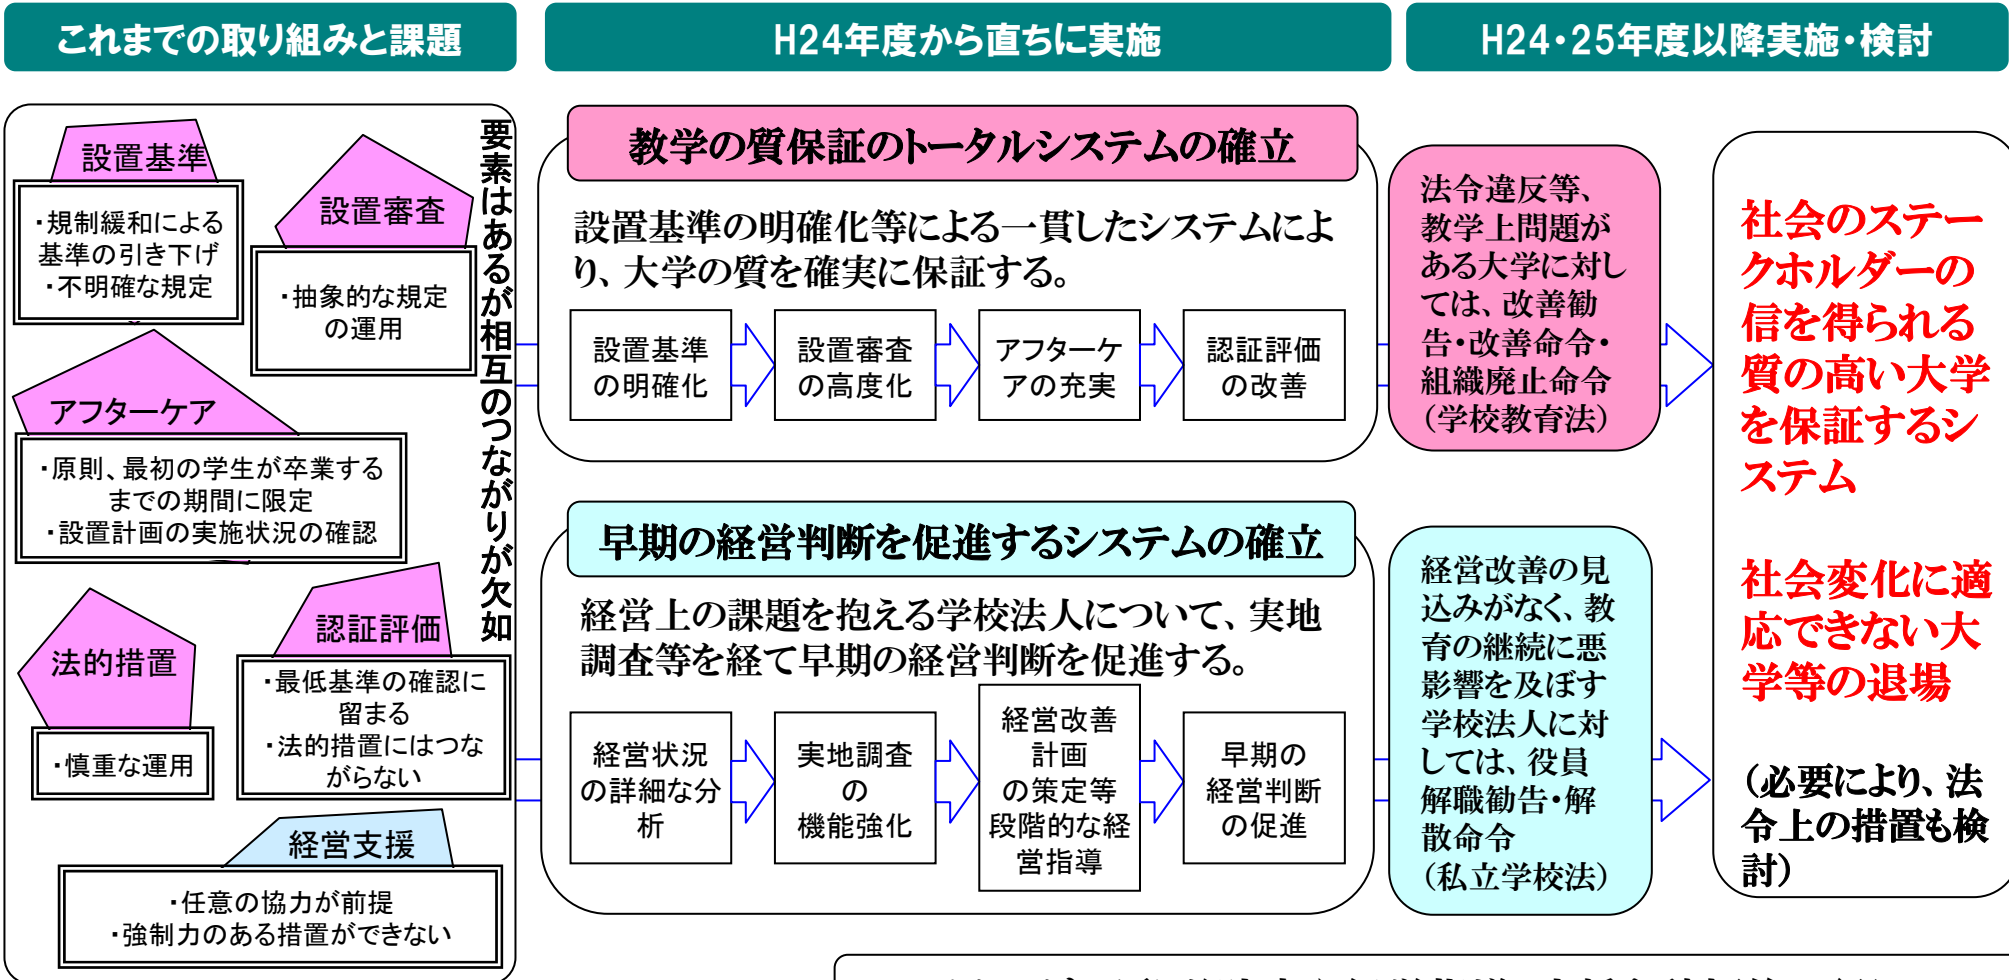 これまでの取り組みと課題
H24年度から直ちに実施
H24・25年度以降実施・検討
要素はあるが相互のつながりが欠如
設置基準
・規制緩和による
基準の引き下げ
・不明確な規定
設置審査
・抽象的な規定
の運用
アフターケア
・原則、最初の学生が卒業する
までの期間に限定
・設置計画の実施状況の確認
法的措置
・慎重な運用
認証評価
・最低基準の確認に
留まる
・法的措置にはつな
がらない
経営支援
・任意の協力が前提
・強制力のある措置ができない
教学の質保証のトータルシステムの確立
設置基準の明確化等による一貫したシステムによ
り、大学の質を確実に保証する。
設置基準
の明確化
設置審査
の高度化
アフターケ
アの充実
認証評価
の改善
早期の経営判断を促進するシステムの確立
経営上の課題を抱える学校法人について、実地
調査等を経て早期の経営判断を促進する。
経営状況
の詳細な分
析
実地調査
の
機能強化
経営改善
計画
の策定等
段階的な経
営指導
早期の
経営判断
の促進
法令違反等、
教学上問題が
ある大学に対し
ては、改善勧
告・改善命令・
組織廃止命令
（学校教育法）
経営改善の見
込みがなく、教
育の継続に悪
影響を及ぼす
学校法人に対
しては、役員
解職勧告・解
散命令
（私立学校法）
社会のステー
クホルダーの
信を得られる
質の高い大学
を保証するシ
ステム
社会変化に適
応できない大
学等の退場
（必要により、法
令上の措置も検
討）